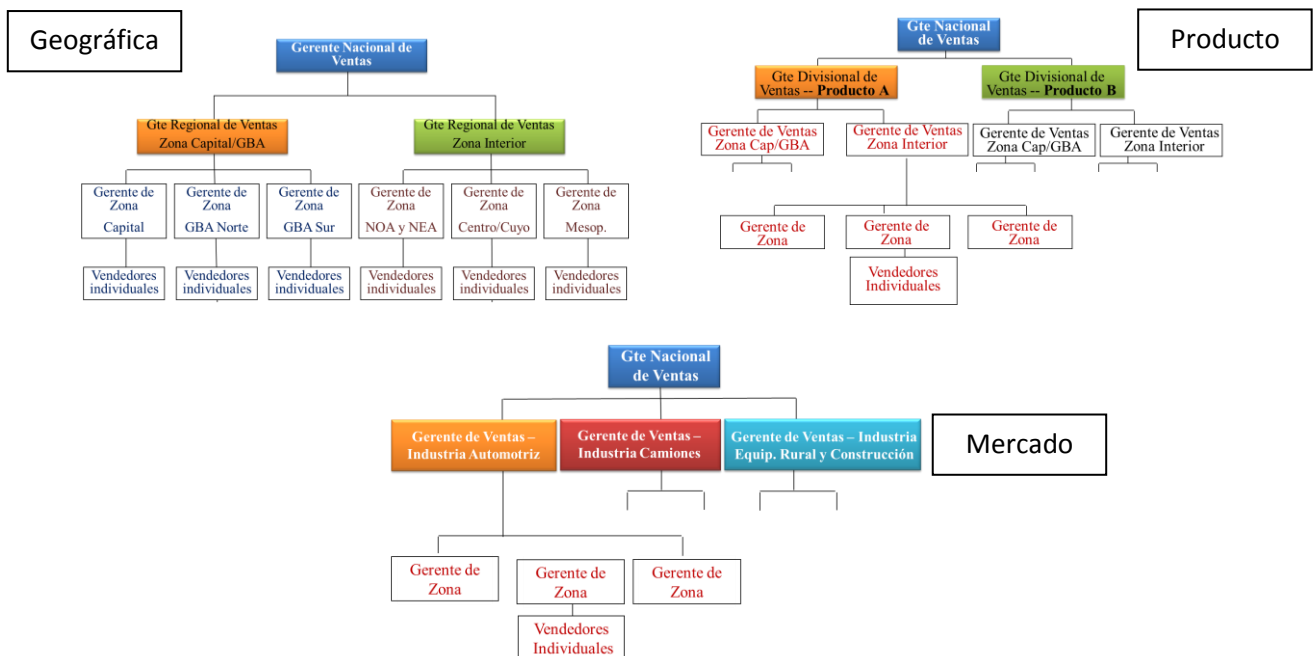 Geográfica
Gerente Nacional de
Ventas
Gte Regional de Ventas
Zona Capital/GBA
Gte Regional de Ventas
Zona Interior
Gerente de
Zona
Capital
Gerente de
Zona
GBA Norte
Gerente de
Zona
GBA Sur
Gerente de
Zona
NOA y NEA
Gerente de
Zona
Centro/Cuyo
Gerente de
Zona
Mesop.
Vendedores
individuales
Vendedores
individuales
Vendedores
individuales
Vendedores
individuales
Vendedores
individuales
Vendedores
individuales
Producto
Gte Nacional
de Ventas
Gte Divisional de
Ventas -- Producto A
Gte Divisional de
Ventas -- Producto B
Gerente de Ventas
Zona Cap/GBA
Gerente de Ventas
Zona Interior
Gerente de Ventas
Zona Cap/GBA
Gerente de Ventas
Zona Interior
Gerente de
Zona
Gerente de
Zona
Gerente de
Zona
Vendedores
Individuales
Gte Nacional
de Ventas
Gerente de Ventas –
Industria Automotriz
Gerente de Ventas –
Industria Camiones
Gerente de Ventas – Industria
Equip. Rural y Construcción
Mercado
Gerente de
Zona
Gerente de
Zona
Gerente de
Zona
Vendedores
Individuales